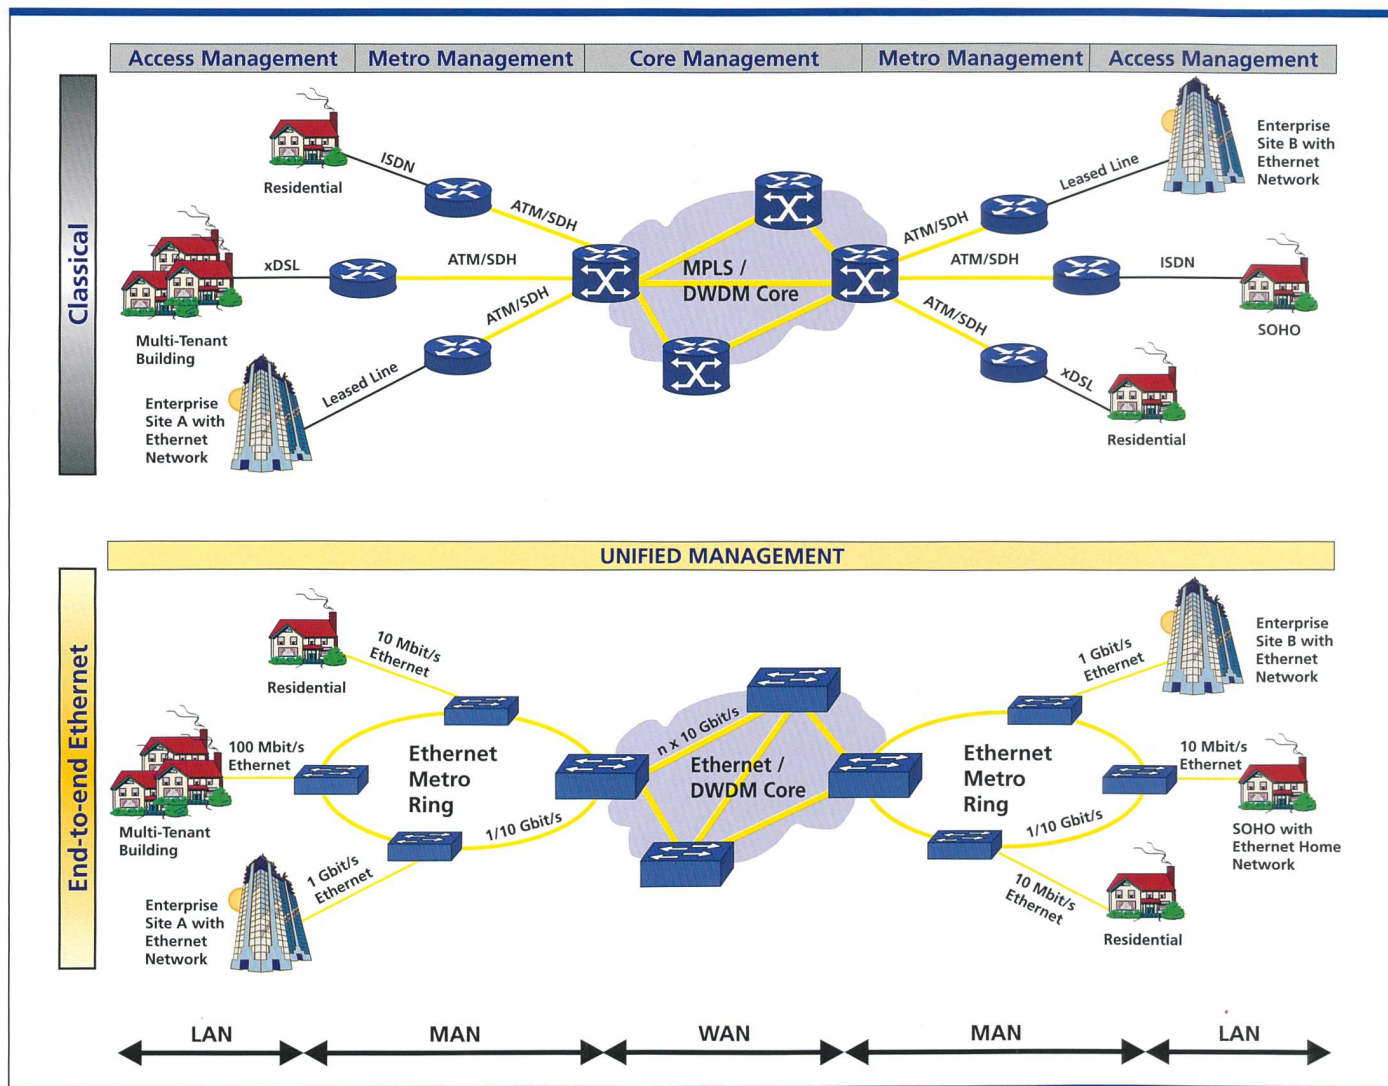 Access Management
Metro Management
Core Management
Metro Management
Access Management
Classical
Residential
ISDN
ATM/SDH
Multi-Tenant
Building
xDSL
ATM/SDH
Enterprise
Site A with
Ethernet
Network
Leased Line
ATM/SDH
MPLS /
DWDM Core
ATM/SDH
Leased Line
Enterprise
Site B with
Ethernet
Network
ATM/SDH
ISDN
SOHO
ATM/SDH
xDSL
Residential
UNIFIED MANAGEMENT
End-to-end Ethernet
Residential
10 Mbit/s
Ethernet
Multi-Tenant
Building
100 Mbit/s
Ethernet
Ethernet
Metro
Ring
1/10 Gbit/s
Enterprise
Site A with
Ethernet
Network
1 Gbit/s
Ethernet
n x 10 Gbit/s
Ethernet /
DWDM Core
Ethernet
Metro
Ring
1/10 Gbit/s
1 Gbit/s
Ethernet
Enterprise
Site B with
Ethernet
Network
10 Mbit/s
Ethernet
SOHO with
Ethernet Home
Network
10 Mbit/s
Ethernet
Residential
LAN
MAN
WAN
MAN
LAN